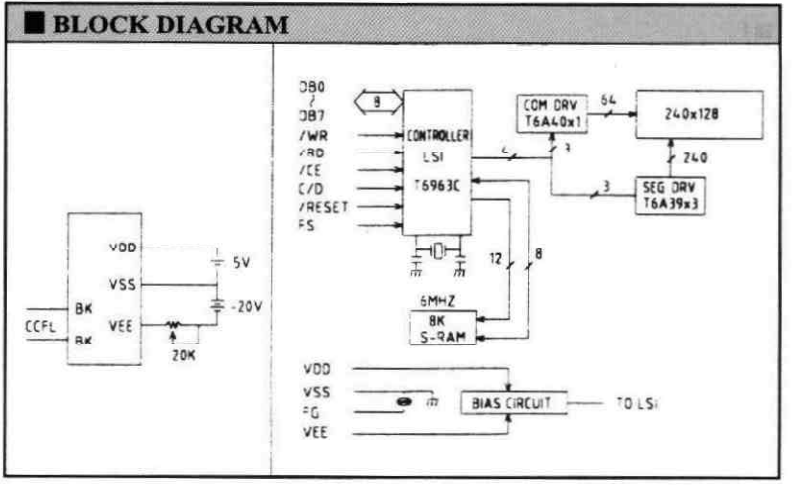 BLOCK DIAGRAM
VDD
5V
VSS
-20V
BK
CCFL
VEE
BK
20K
DB0
8
DB7
/WR
/RD
/CE
C/D
/RESET
FS
CONTROLLER
LSI
T6963C
COM DRV
T6A40x1
64
240x128
3
240
3
SEG DRV
T6A39x3
12
8
6MHZ
8K
S-RAM
VDD
VSS
FG
VEE
BIAS CIRCUIT
TO LSI